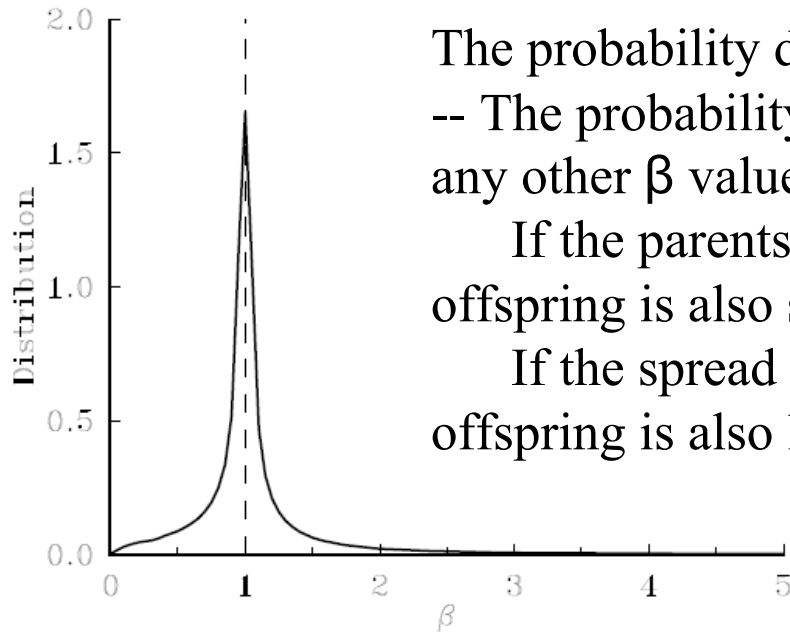 2.0
1.5
1.0
0.5
0.0
Distribution
0 1 2 3 4 5
β
The probability
-- The probability
any other β value
If the parents
offspring is also
If the spread
offspring is also